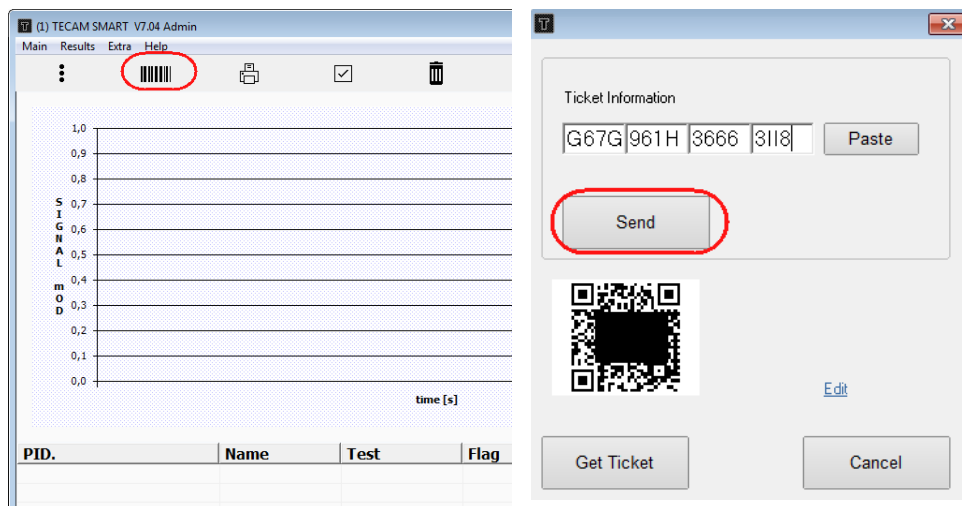 (1) TECAM SMART V7.04 Admin
Main Results Extra Help
1,0
0,9
0,8
0,7
0,6
0,5
0,4
0,3
0,2
0,1
0,0
SIGNAL mOD
time [s]
PID. Name Test Flag
Ticket Information
G67G 961H 3666 3II8 Paste
Send
Edit
Get Ticket Cancel